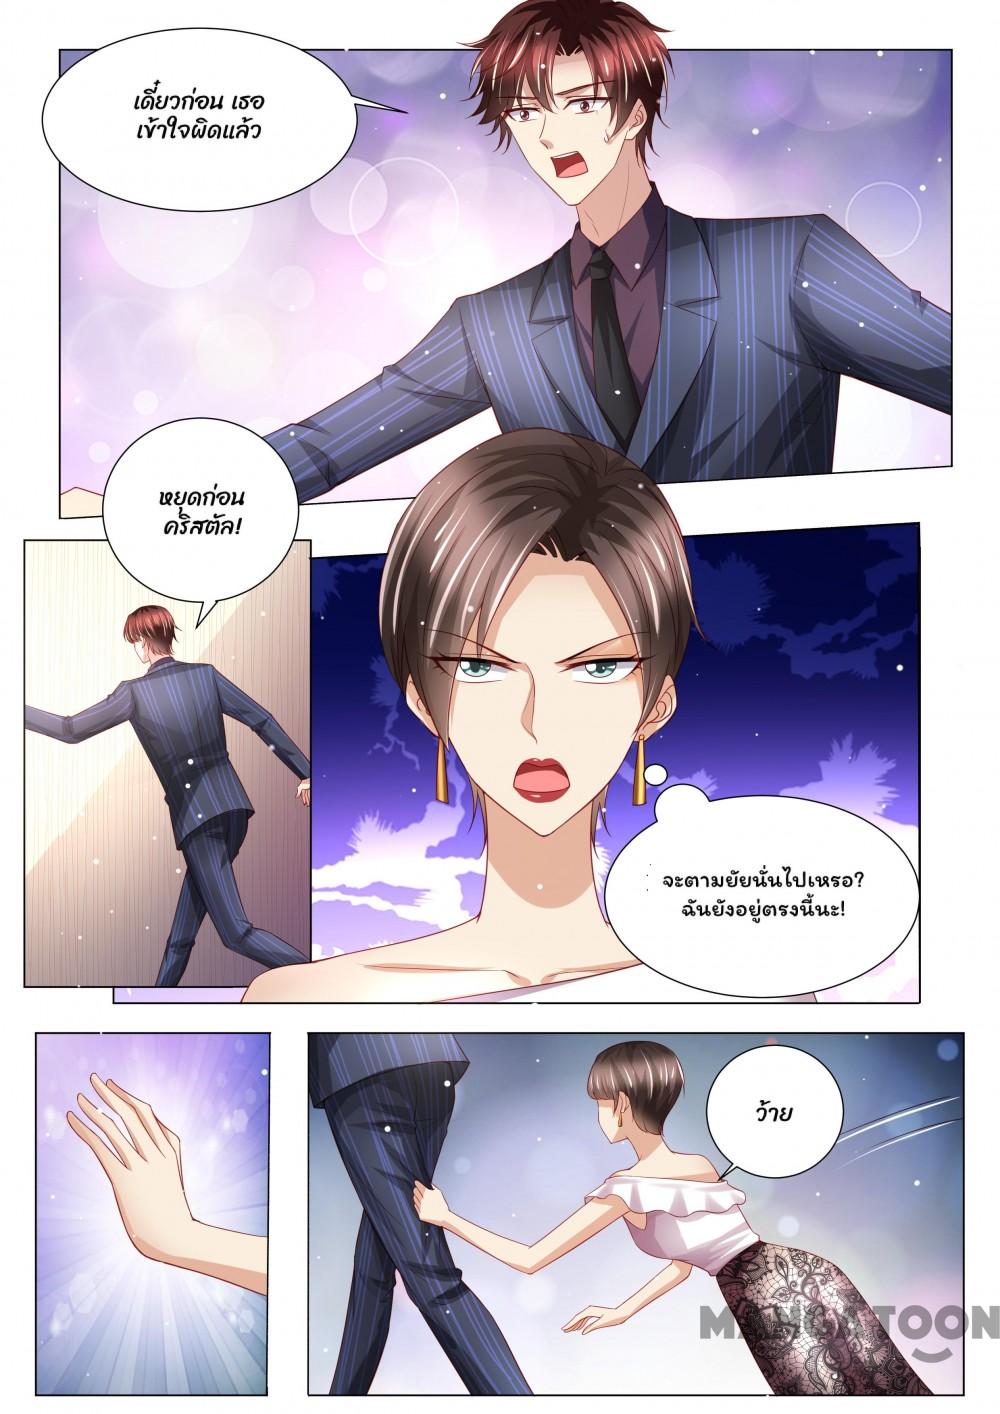 เดี๋ยวก่อน เธอ
เข้าใจผิดแล้ว
หยุดก่อน
คริสตัล!
จะตามยัยนั่นไปเหรอ?
ฉันยังอยู่ตรงนี้นะ!
ว้าย
MANGATOON